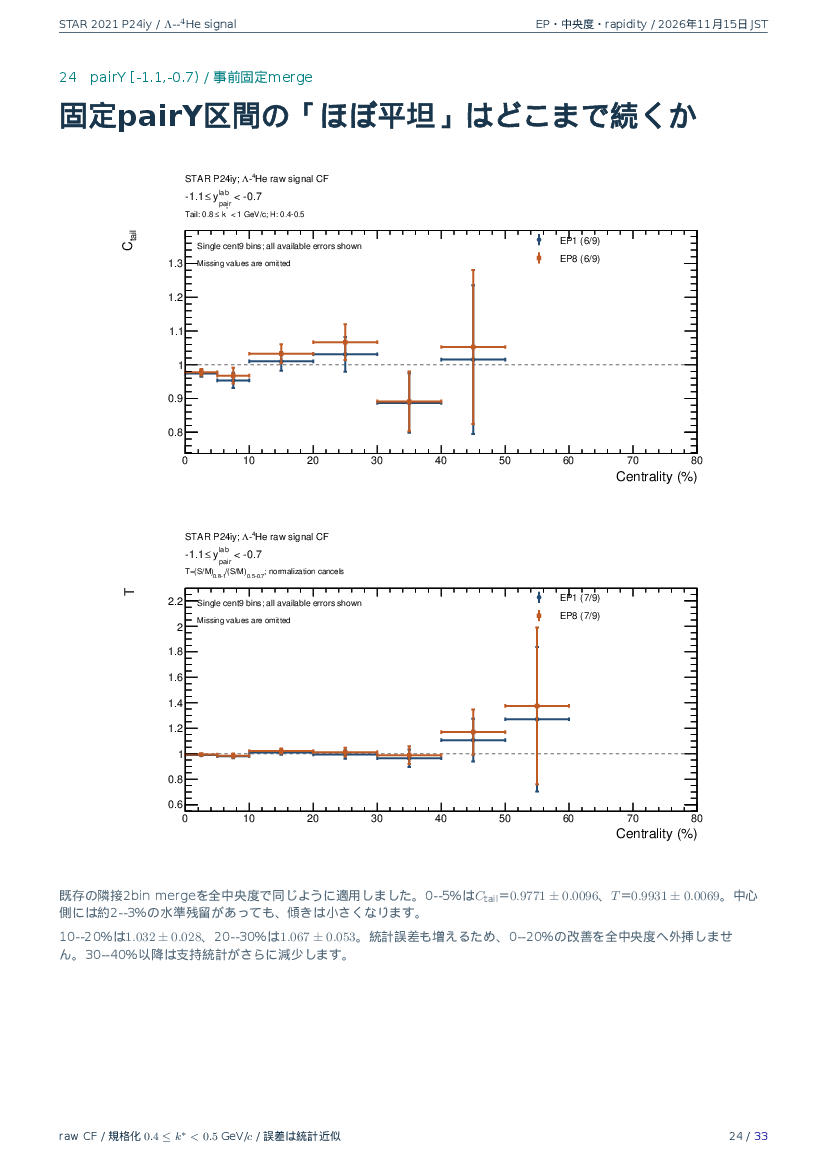 STAR 2021 P24iy / Λ--⁴He signal
EP・中央度・rapidity / 2026年11月15日 JST
24 pairY [-1.1,-0.7) / 事前固定merge
固定pairY区間の「ほぼ平坦」はどこまで続くか
STAR P24iy; Λ-⁴He raw signal CF
-1.1≤ y_pair^lab < -0.7
Tail: 0.8≤ k* <1 GeV/c; H: 0.4-0.5
C_tail
Single cent9 bins; all available errors shown
Missing values are omitted
EP1 (6/9)
EP8 (6/9)
1.3
1.2
1.1
1
0.9
0.8
0 10 20 30 40 50 60 70 80
Centrality (%)
STAR P24iy; Λ-⁴He raw signal CF
-1.1≤ y_pair^lab < -0.7
T=(S/M)_0.8-1/(S/M)_0.5-0.7; normalization cancels
T
Single cent9 bins; all available errors shown
Missing values are omitted
EP1 (7/9)
EP8 (7/9)
2.2
2
1.8
1.6
1.4
1.2
1
0.8
0.6
0 10 20 30 40 50 60 70 80
Centrality (%)
既存の隣接2bin mergeを全中央度で同じように適用しました。0--5%はC_tail=0.9771 ± 0.0096、T=0.9931 ± 0.0069。中心
側には約2--3%の水準残留があっても、傾きは小さくなります。
10--20%は1.032 ± 0.028、20--30%は1.067 ± 0.053。統計誤差も増えるため、0--20%の改善を全中央度へ外挿しませ
ん。30--40%以降は支持統計がさらに減少します。
raw CF / 規格化 0.4 ≤ k* < 0.5 GeV/c / 誤差は統計近似
24 / 33